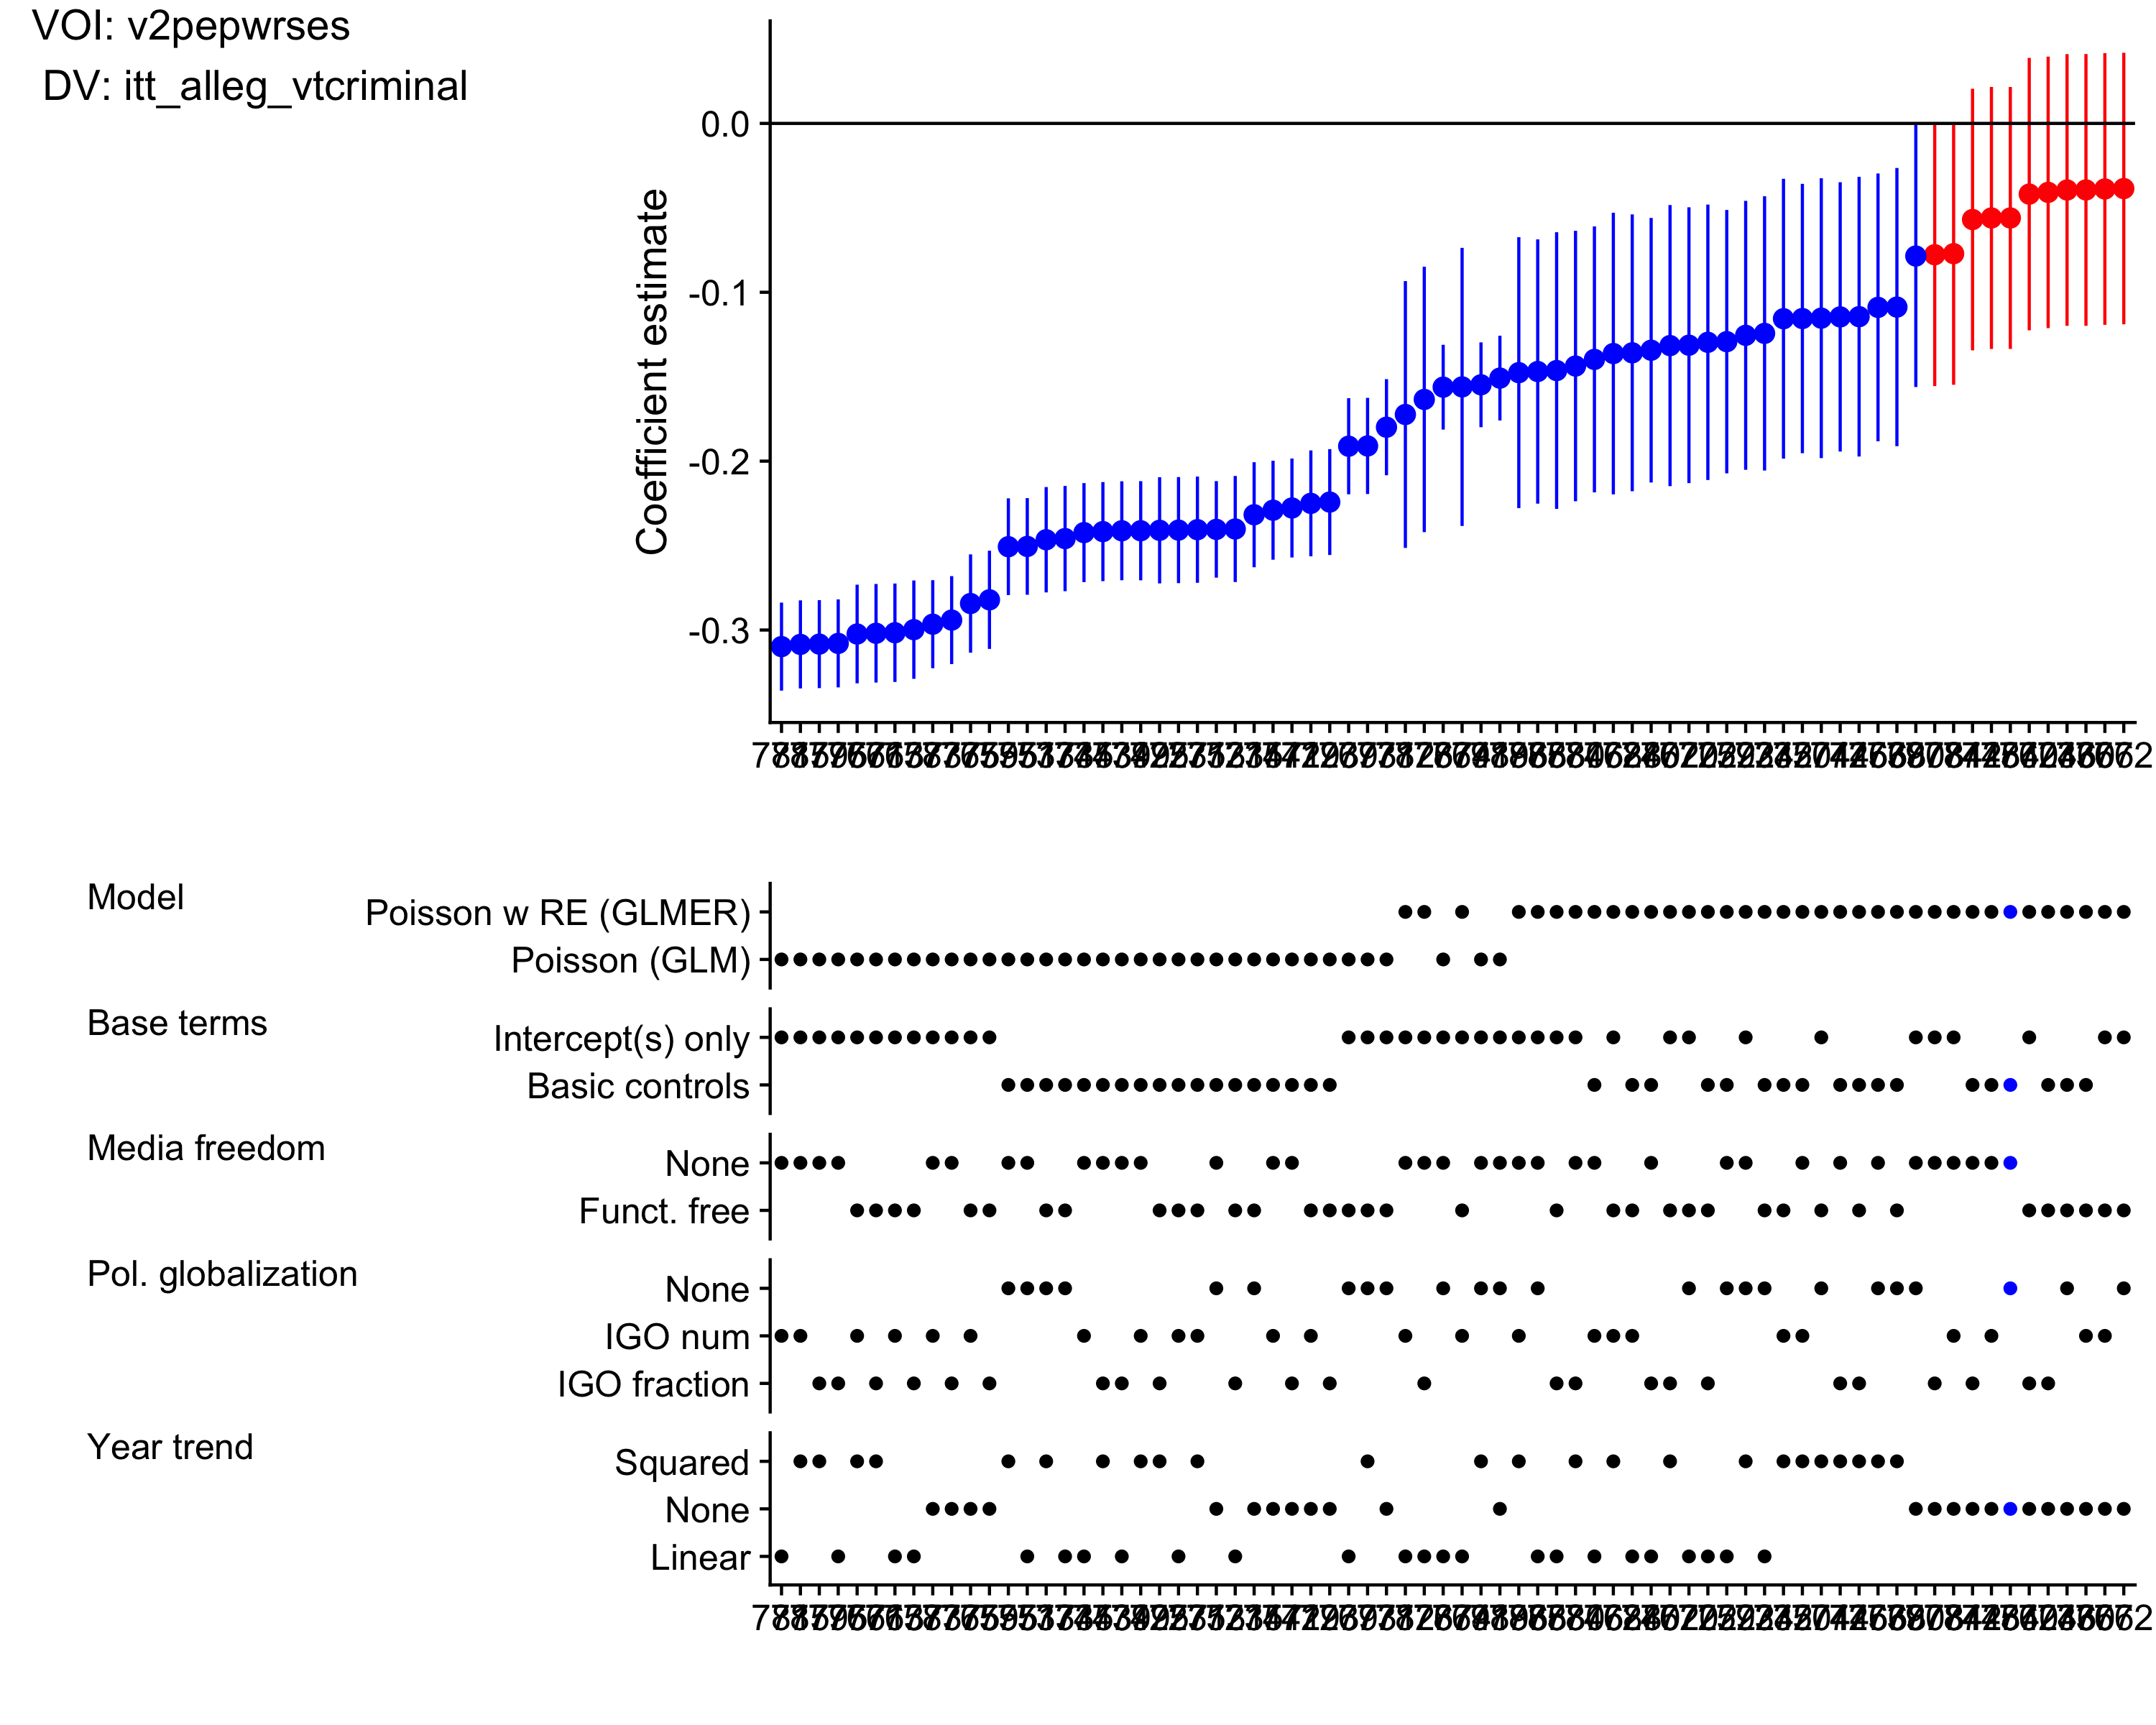 VOI: v2pepwrses
DV: itt_alleg_vtcriminal
Coefficient estimate
0.0
-0.1
-0.2
-0.3
Model
Poisson w RE (GLMER)
Poisson (GLM)
Base terms
Intercept(s) only
Basic controls
Media freedom
None
Funct. free
Pol. globalization
None
IGO num
IGO fraction
Year trend
Squared
None
Linear